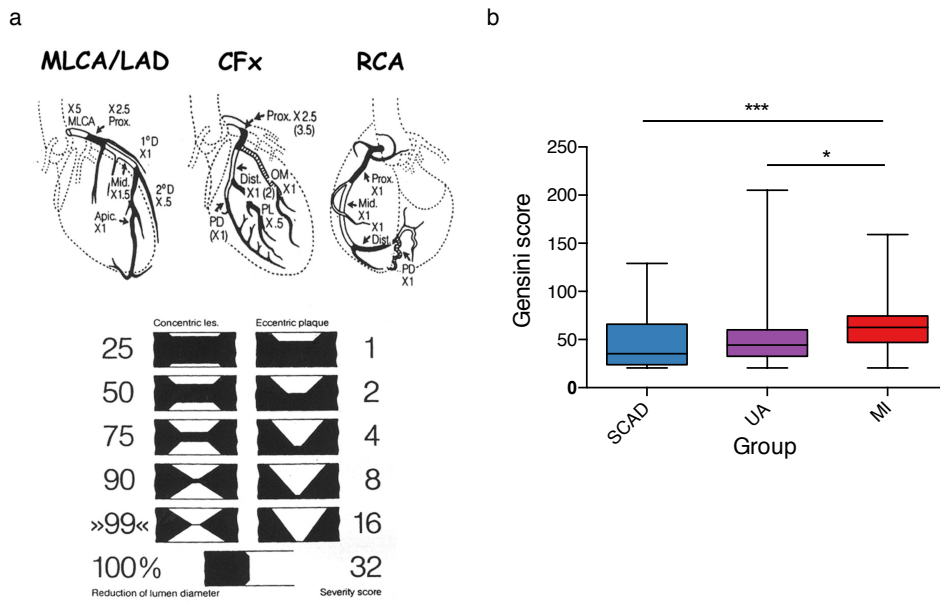 a
MLCA/LAD
CFx
RCA
X5
MLCA
X2.5
Prox.
1°D
X1
Mid.
X1.5
2°D
X.5
Apic.
X1
Prox. X2.5
(3.5)
Dist.
X1 (2)
OM
X1
PL
X.5
PD
(X1)
Prox.
X1
Mid.
X1
X1
Dist.
PD
X1
Concentric les.
Eccentric plaque
25
1
50
2
75
4
90
8
»99«
16
100%
32
Reduction of lumen diameter
Severity score
b
***
*
250
200
150
100
50
0
Gensini score
SCAD
UA
MI
Group